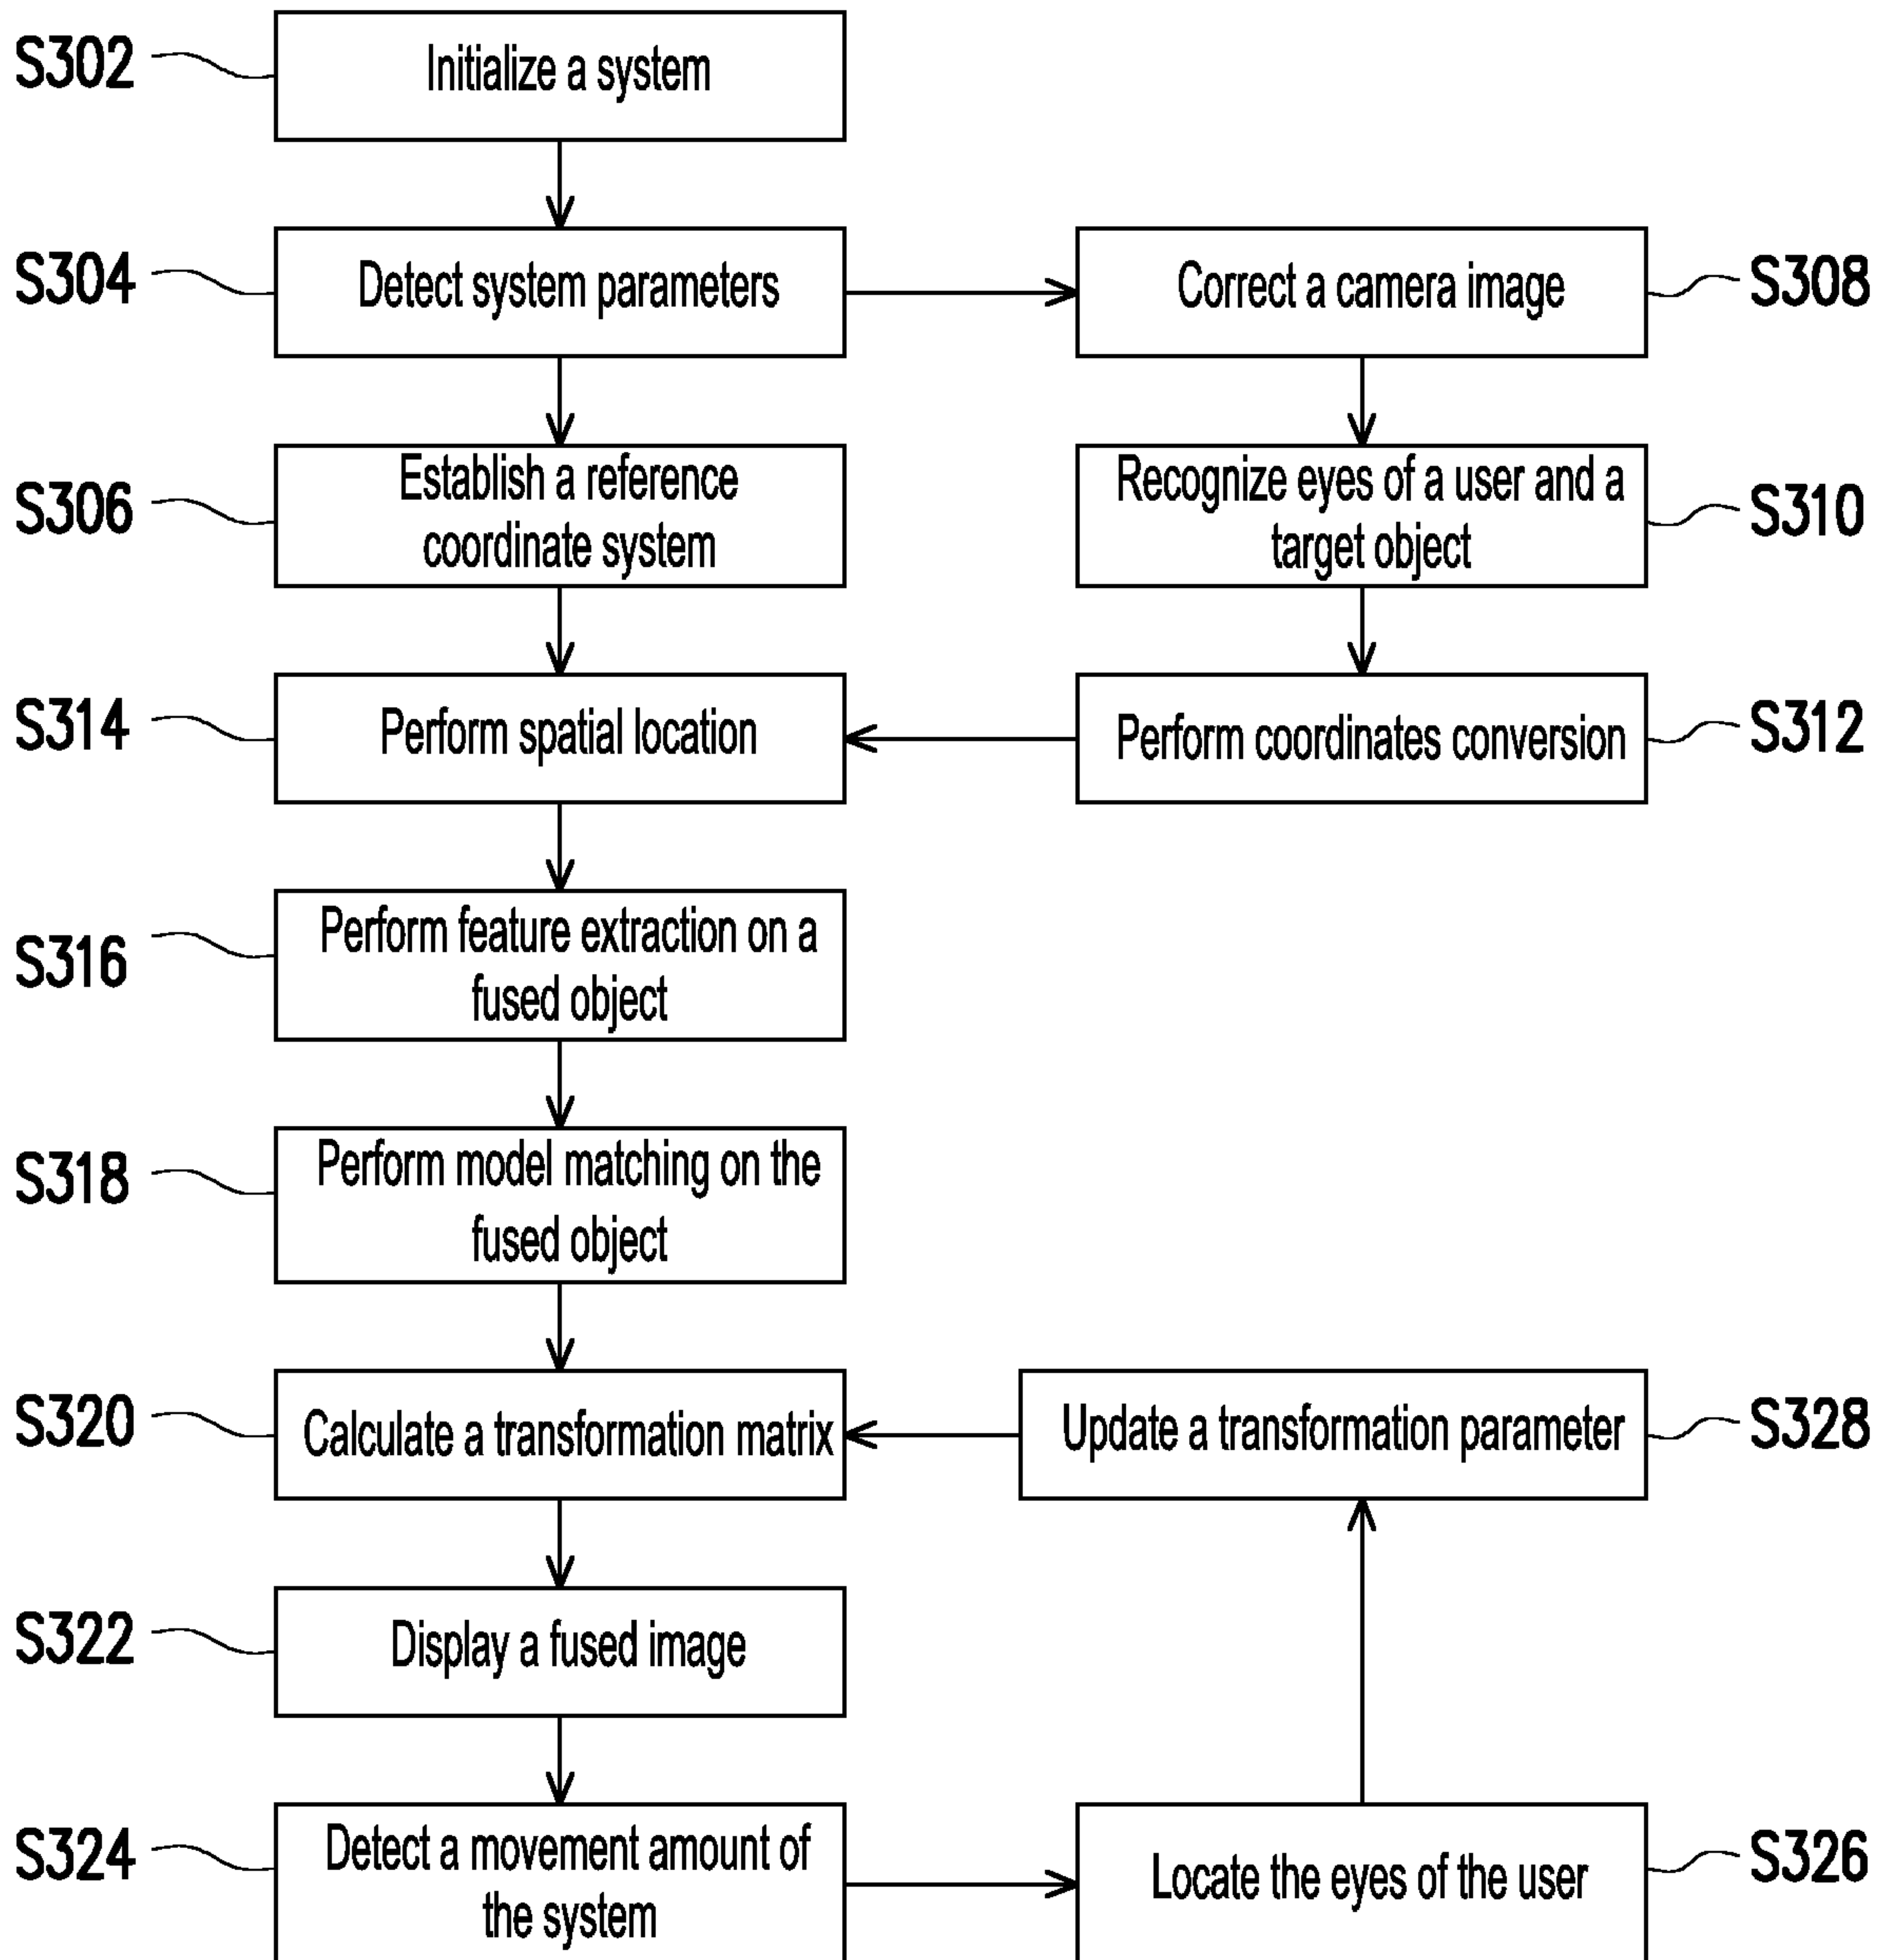 S302
Initialize a system
S304
Detect system parameters
Correct a camera image
S308
S306
Establish a reference
coordinate system
Recognize eyes of a user and a
target object
S310
S314
Perform spatial location
Perform coordinates conversion
S312
S316
Perform feature extraction on a
fused object
S318
Perform model matching on the
fused object
S320
Calculate a transformation matrix
Update a transformation parameter
S328
S322
Display a fused image
S324
Detect a movement amount of
the system
Locate the eyes of the user
S326